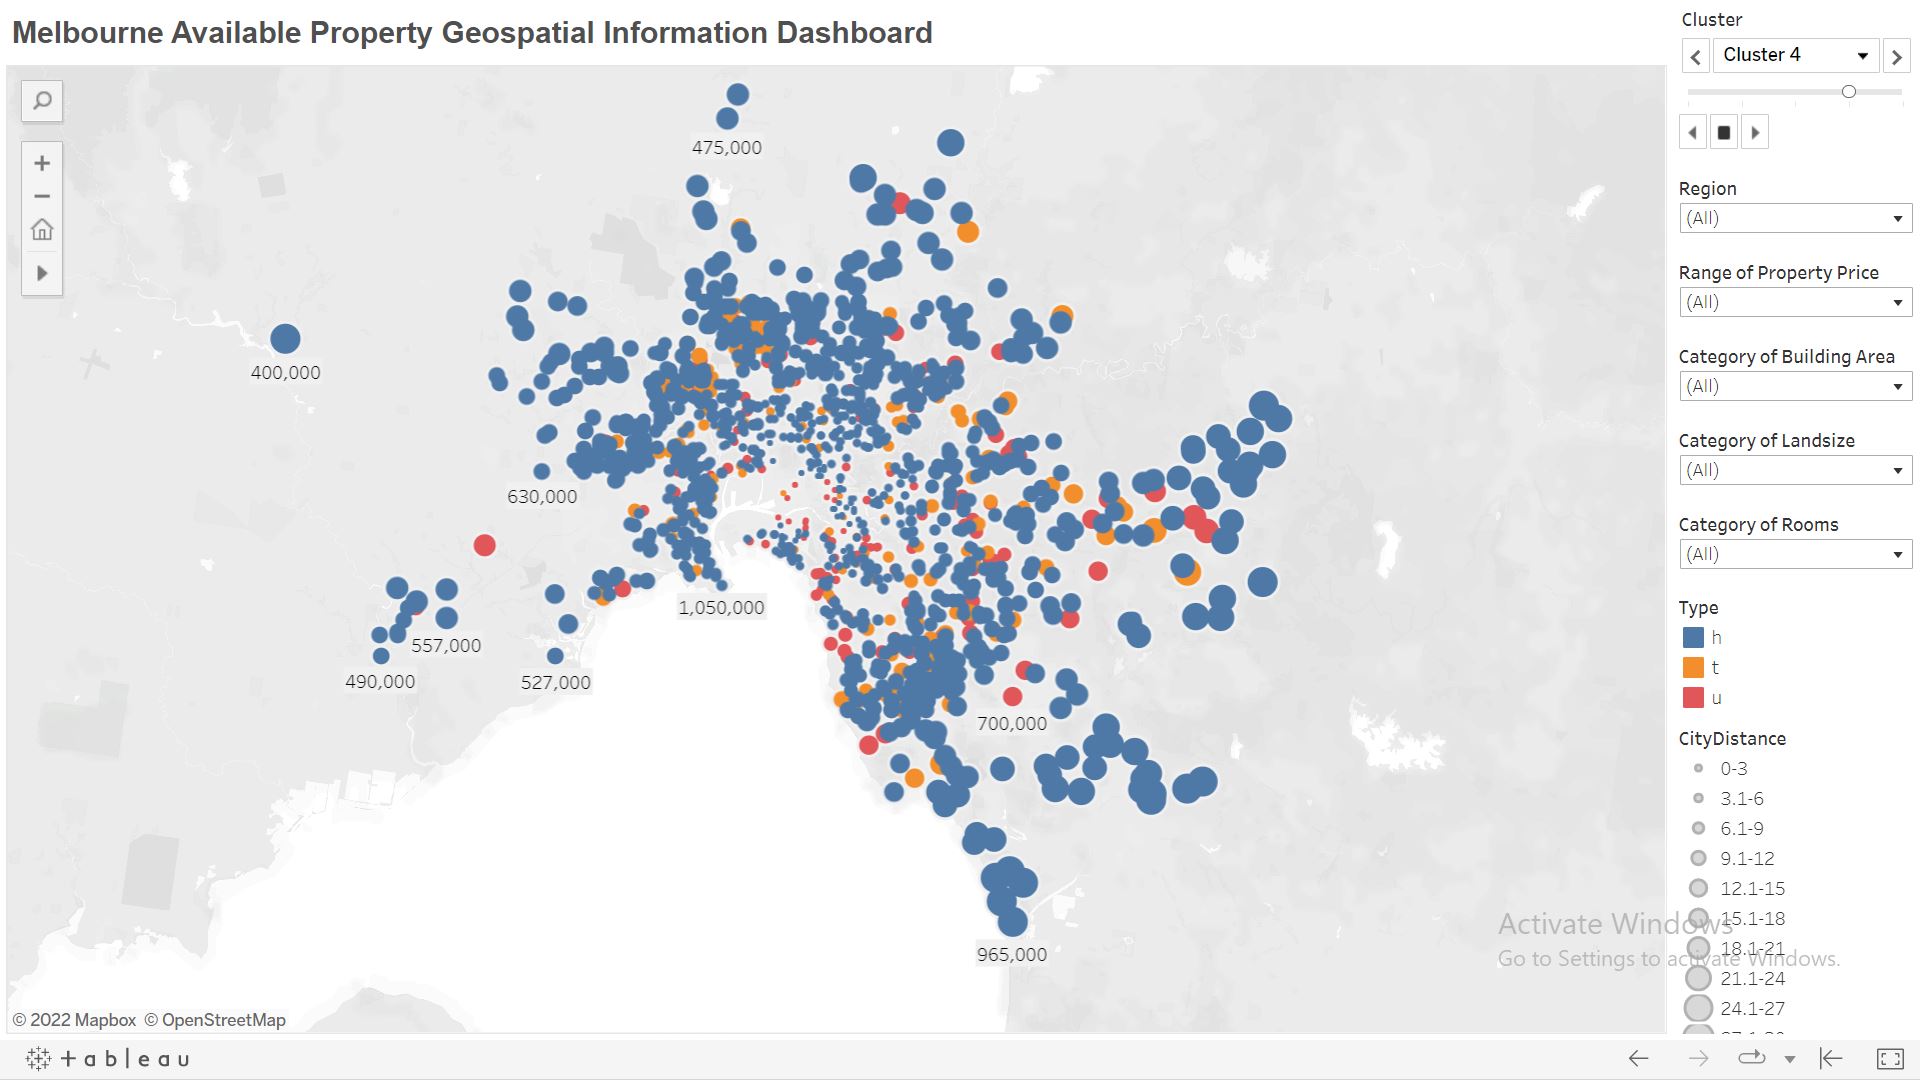 Melbourne Available Property Geospatial Information Dashboard
475,000
400,000
630,000
1,050,000
557,000
490,000
527,000
700,000
965,000
© 2022 Mapbox © OpenStreetMap
Cluster
Cluster 4
Region
(All)
Range of Property Price
(All)
Category of Building Area
(All)
Category of Landsize
(All)
Category of Rooms
(All)
Type
h
t
u
CityDistance
0-3
3.1-6
6.1-9
9.1-12
12.1-15
15.1-18
18.1-21
21.1-24
24.1-27
Activate Windows
Go to Settings to activate Windows.
+ableau